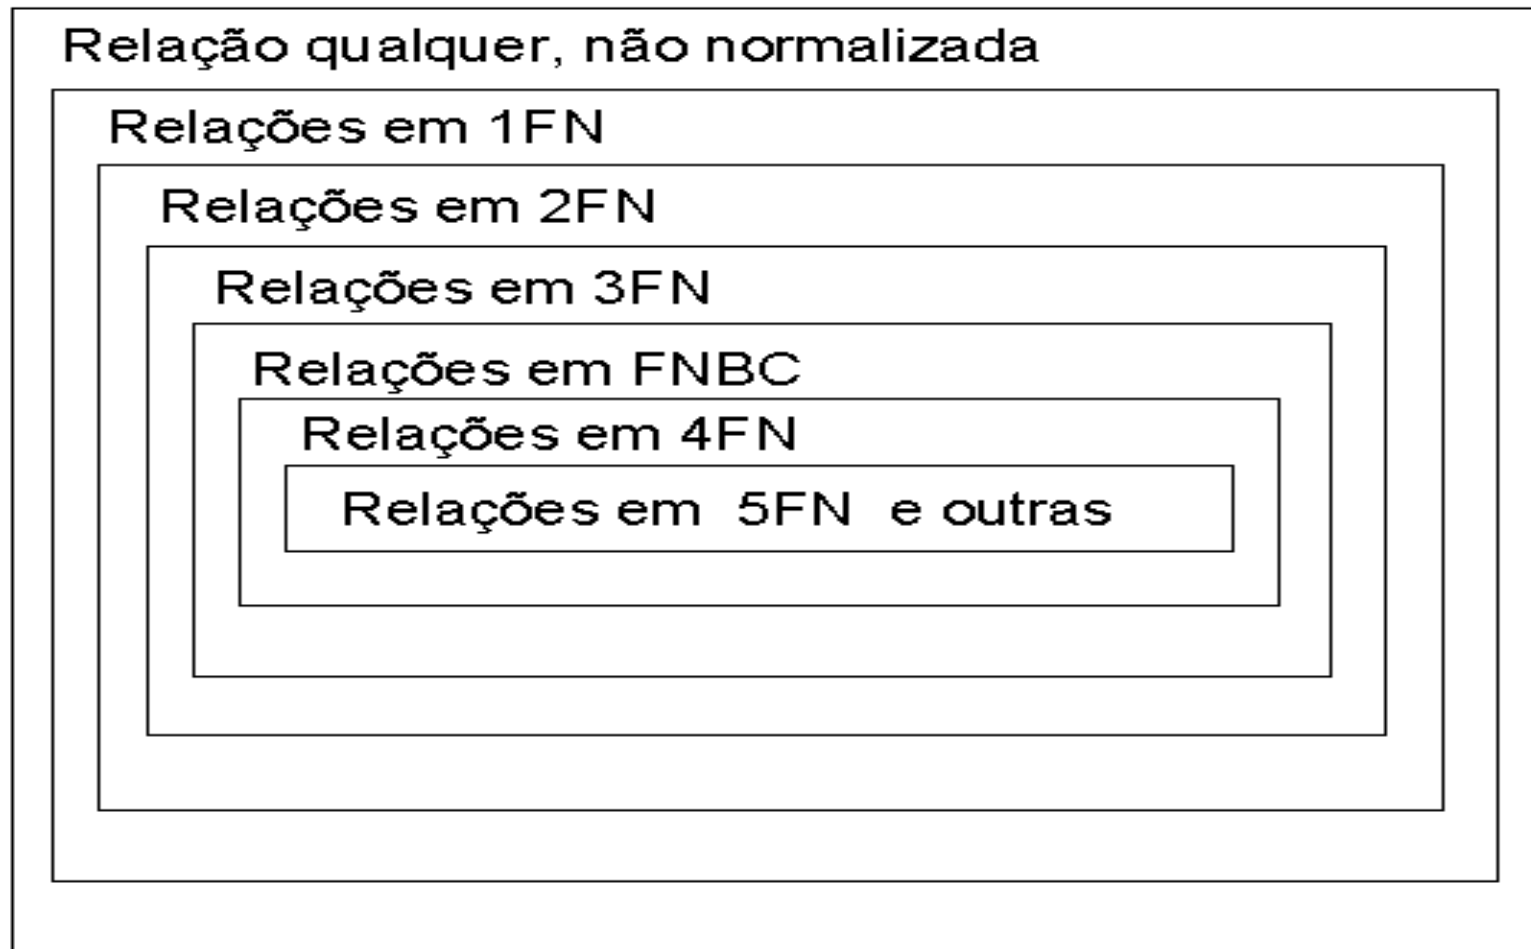 Relação qualquer, não normalizada
Relações em 1FN
Relações em 2FN
Relações em 3FN
Relações em FNBC
Relações em 4FN
Relações em 5FN e outras